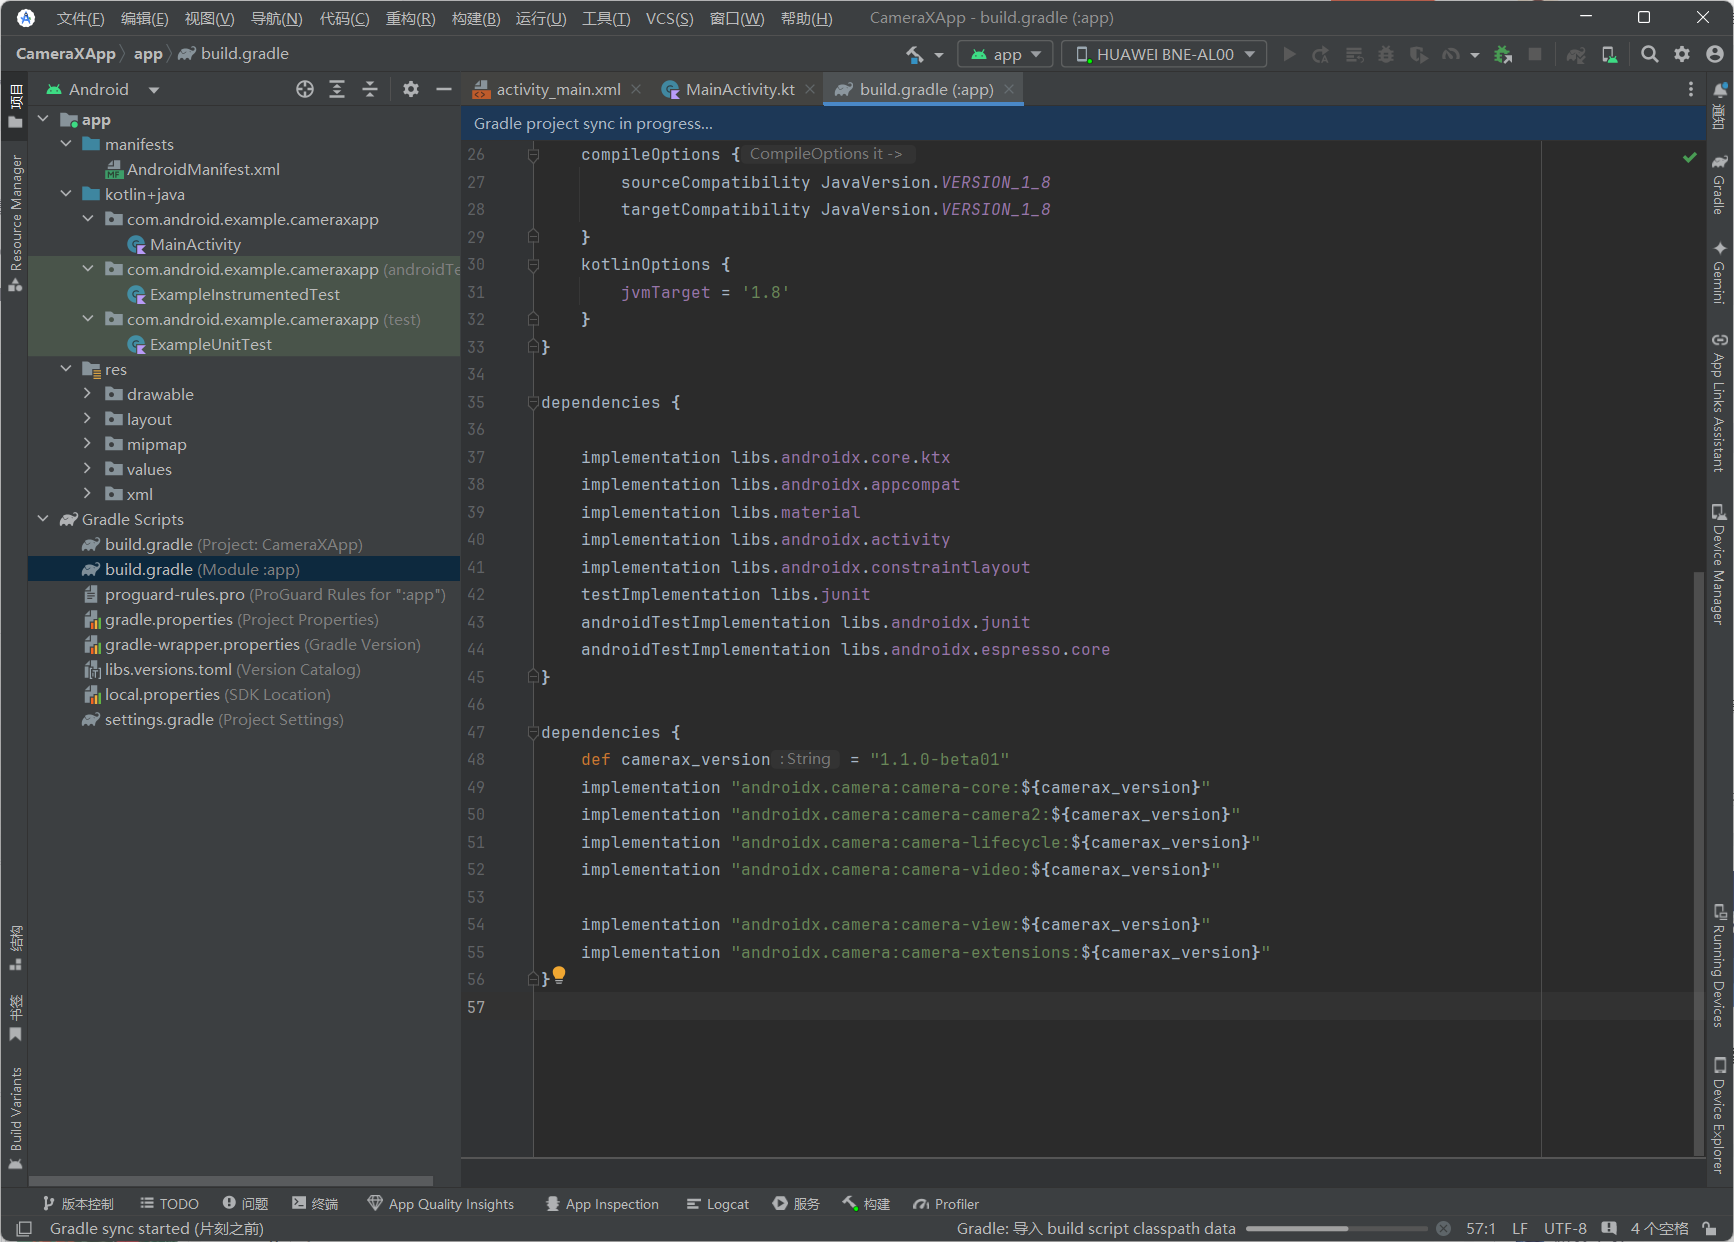 文件(F) 编辑(E) 视图(V) 导航(N) 代码(C) 重构(R) 构建(B) 运行(U) 工具(T) VCS(S) 窗口(W) 帮助(H) CameraXApp - build.gradle (:app)
CameraXApp app build.gradle app HUAWEI BNE-AL00
Android
activity_main.xml MainActivity.kt build.gradle (:app)
Gradle project sync in progress...
项目
Resource Manager
结构
书签
Build Variants
app
manifests
AndroidManifest.xml
kotlin+java
com.android.example.cameraxapp
MainActivity
com.android.example.cameraxapp (androidTe
ExampleInstrumentedTest
com.android.example.cameraxapp (test)
ExampleUnitTest
res
drawable
layout
mipmap
values
xml
Gradle Scripts
build.gradle (Project: CameraXApp)
build.gradle (Module :app)
proguard-rules.pro (ProGuard Rules for ":app")
gradle.properties (Project Properties)
gradle-wrapper.properties (Gradle Version)
libs.versions.toml (Version Catalog)
local.properties (SDK Location)
settings.gradle (Project Settings)
26 compileOptions { CompileOptions it ->
27 sourceCompatibility JavaVersion.VERSION_1_8
28 targetCompatibility JavaVersion.VERSION_1_8
29 }
30 kotlinOptions {
31 jvmTarget = '1.8'
32 }
33 }
34
35 dependencies {
36
37 implementation libs.androidx.core.ktx
38 implementation libs.androidx.appcompat
39 implementation libs.material
40 implementation libs.androidx.activity
41 implementation libs.androidx.constraintlayout
42 testImplementation libs.junit
43 androidTestImplementation libs.androidx.junit
44 androidTestImplementation libs.androidx.espresso.core
45 }
46
47 dependencies {
48 def camerax_version : String = "1.1.0-beta01"
49 implementation "androidx.camera:camera-core:${camerax_version}"
50 implementation "androidx.camera:camera-camera2:${camerax_version}"
51 implementation "androidx.camera:camera-lifecycle:${camerax_version}"
52 implementation "androidx.camera:camera-video:${camerax_version}"
53
54 implementation "androidx.camera:camera-view:${camerax_version}"
55 implementation "androidx.camera:camera-extensions:${camerax_version}"
56 }
57
通知
Gradle
Gemini
App Links Assistant
Device Manager
Running Devices
Device Explorer
版本控制 TODO 问题 终端 App Quality Insights App Inspection Logcat 服务 构建 Profiler
Gradle sync started (片刻之前) Gradle: 导入 build script classpath data 57:1 LF UTF-8 4 个空格